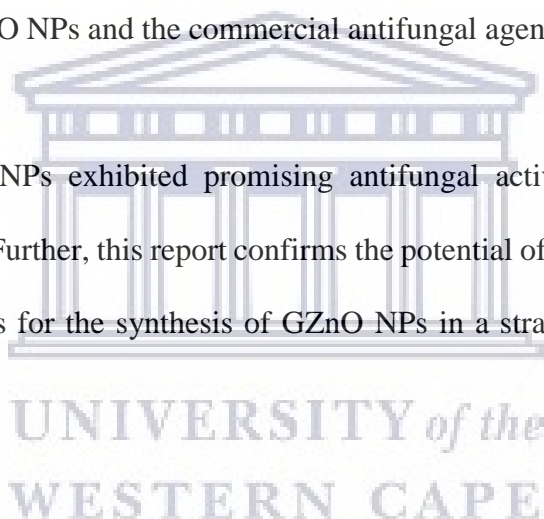 O NPs and the commercial antifungal agen
NPs exhibited promising antifungal activ
Further, this report confirms the potential of
s for the synthesis of GZnO NPs in a stra
UNIVERSITY of the
WESTERN CAPE